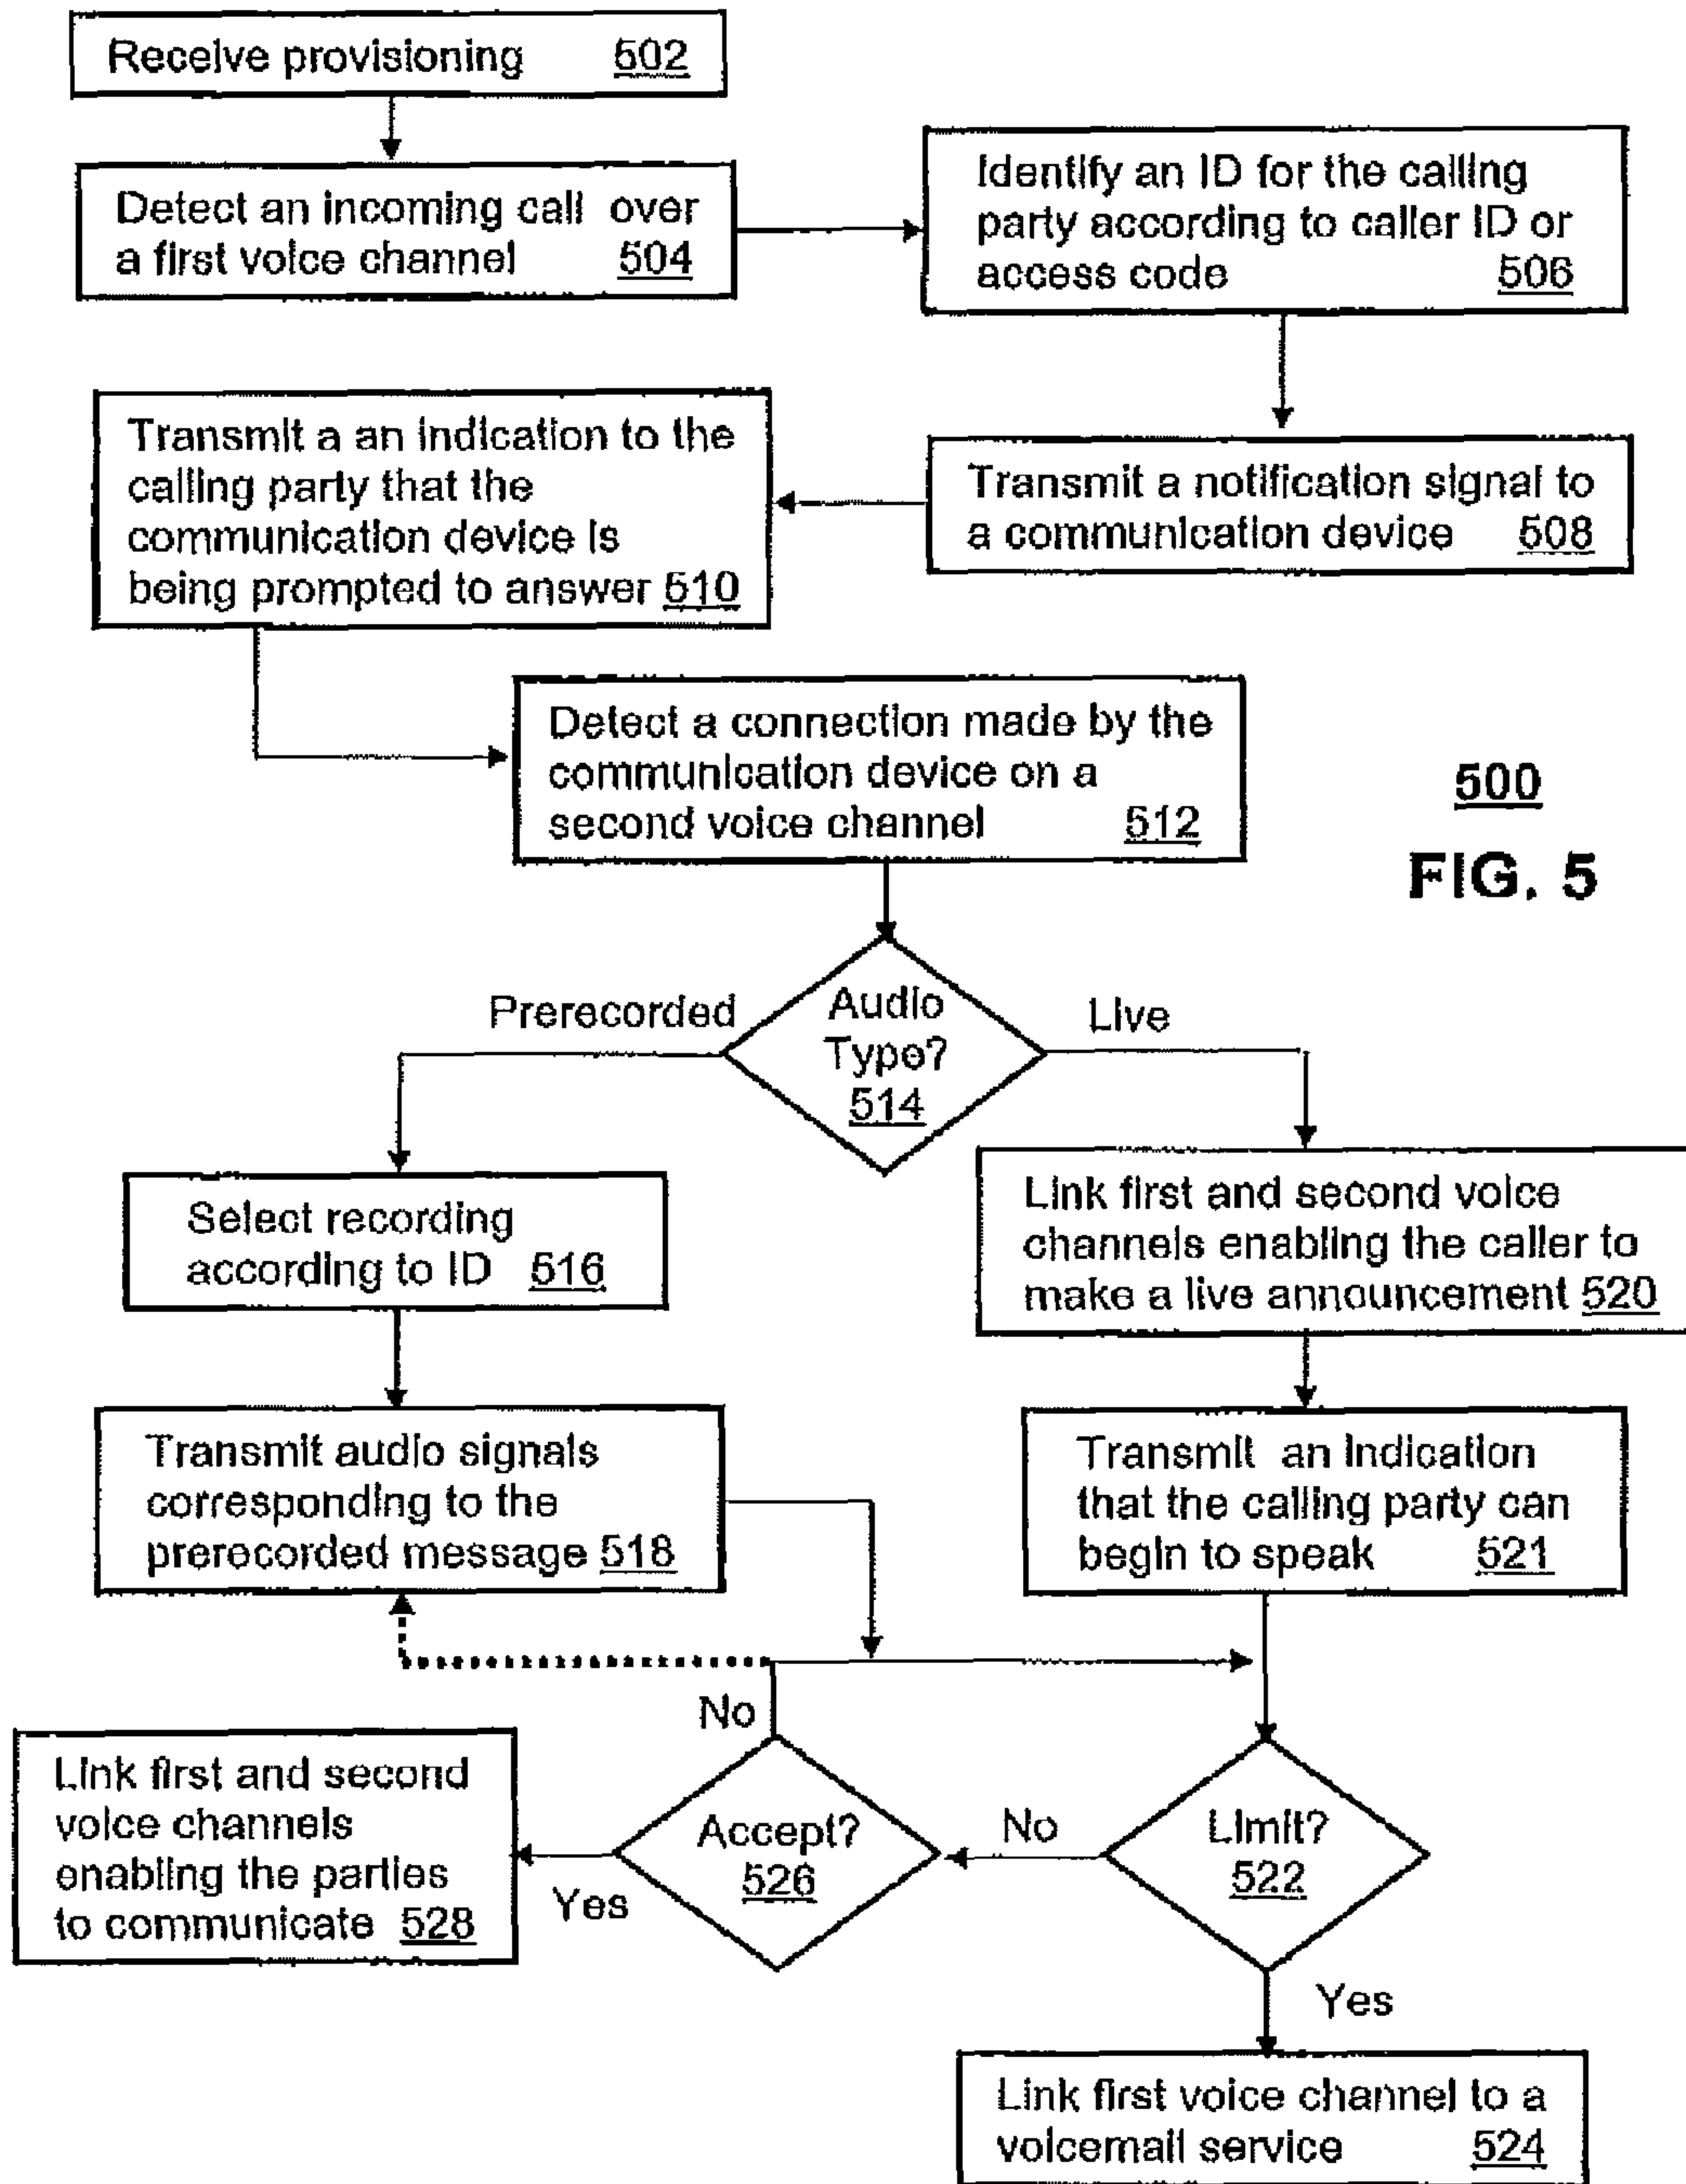 Receive provisioning 502
Detect an incoming call over
a first voice channel 504
Identify an ID for the calling
party according to caller ID or
access code 506
Transmit a an indication to the
calling party that the
communication device is
being prompted to answer 510
Transmit a notification signal to
a communication device 508
Detect a connection made by the
communication device on a
second voice channel 512
500
FIG. 5
Prerecorded
Audio
Type?
514
Live
Select recording
according to ID 516
Link first and second voice
channels enabling the caller to
make a live announcement 520
Transmit audio signals
corresponding to the
prerecorded message 518
Transmit an indication
that the calling party can
begin to speak 521
No
Link first and second
voice channels
enabling the parties
to communicate 528
Yes
Accept?
526
No
Limit?
522
Yes
Link first voice channel to a
voicemail service 524